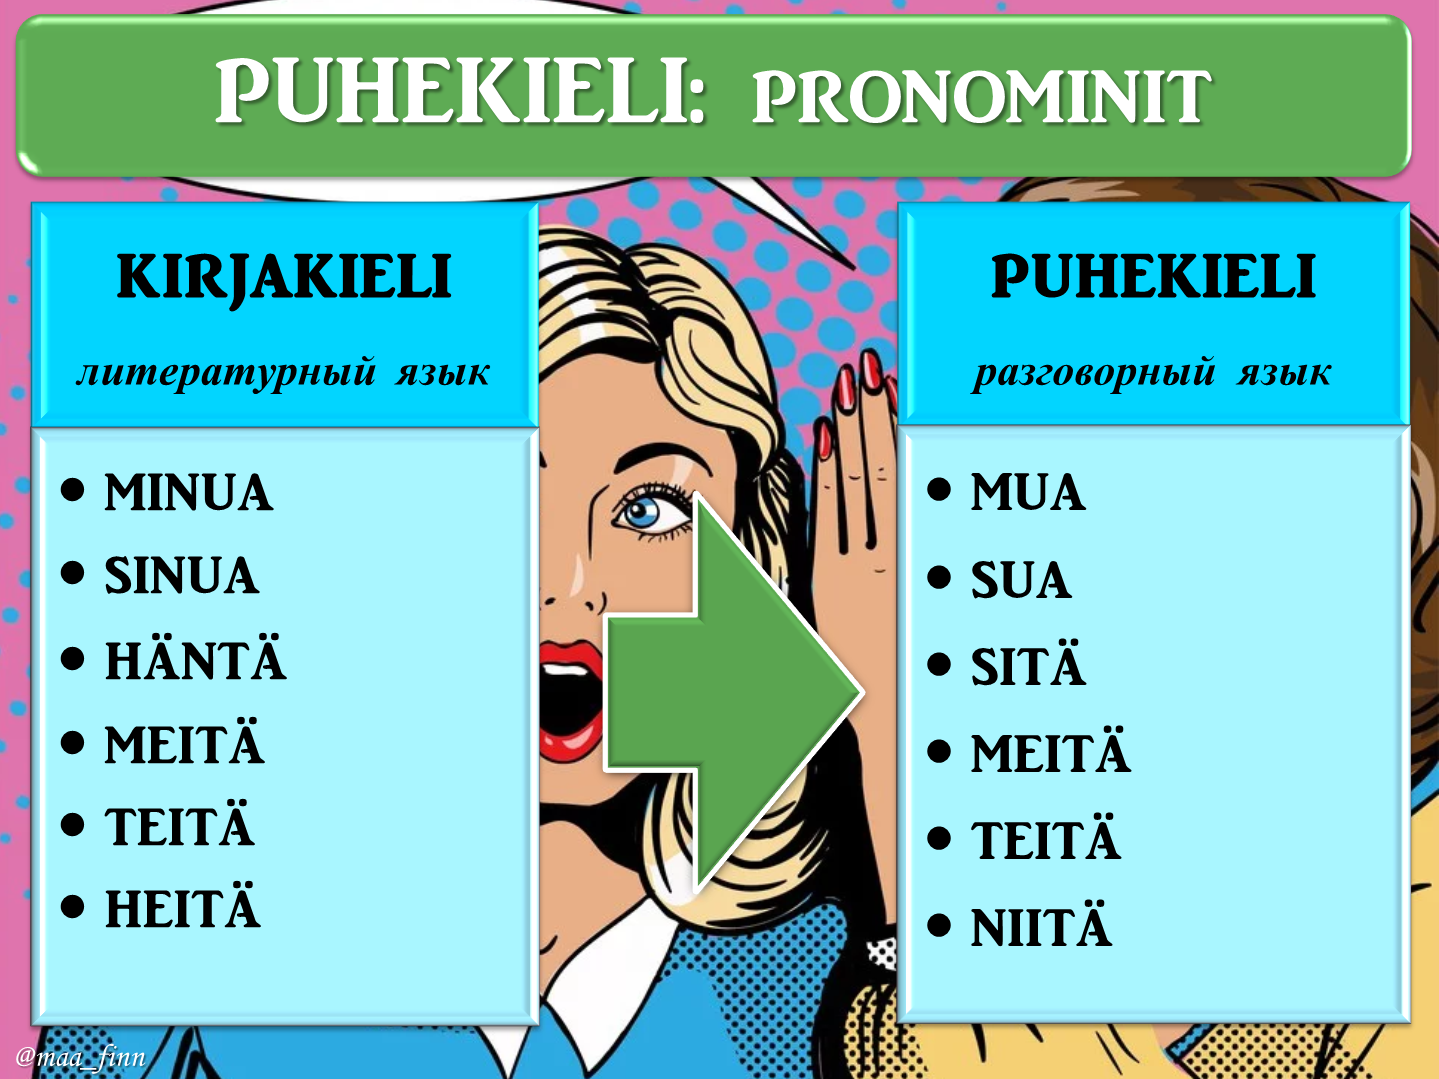 PUHEKIELI: PRONOMINIT
KIRJAKIELI
литературный язык
• MINUA
• SINUA
• HÄNTÄ
• MEITÄ
• TEITÄ
• HEITÄ
PUHEKIELI
разговорный язык
• MUA
• SUA
• SITÄ
• MEITÄ
• TEITÄ
• NIITÄ
@maa_finn